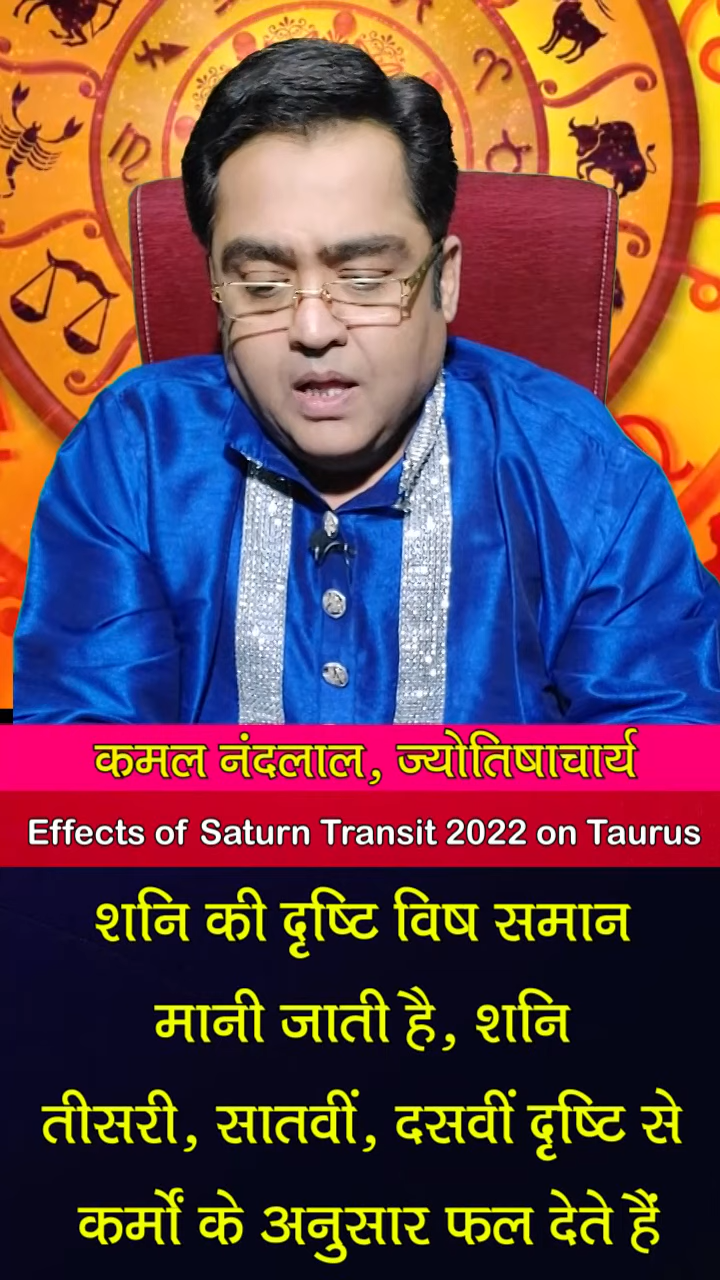 कमल नंदलाल, ज्योतिषाचार्य
Effects of Saturn Transit 2022 on Taurus
शनि की दृष्टि विष समान
मानी जाती है, शनि
तीसरी, सातवीं, दसवीं दृष्टि से
कर्मों के अनुसार फल देते हैं